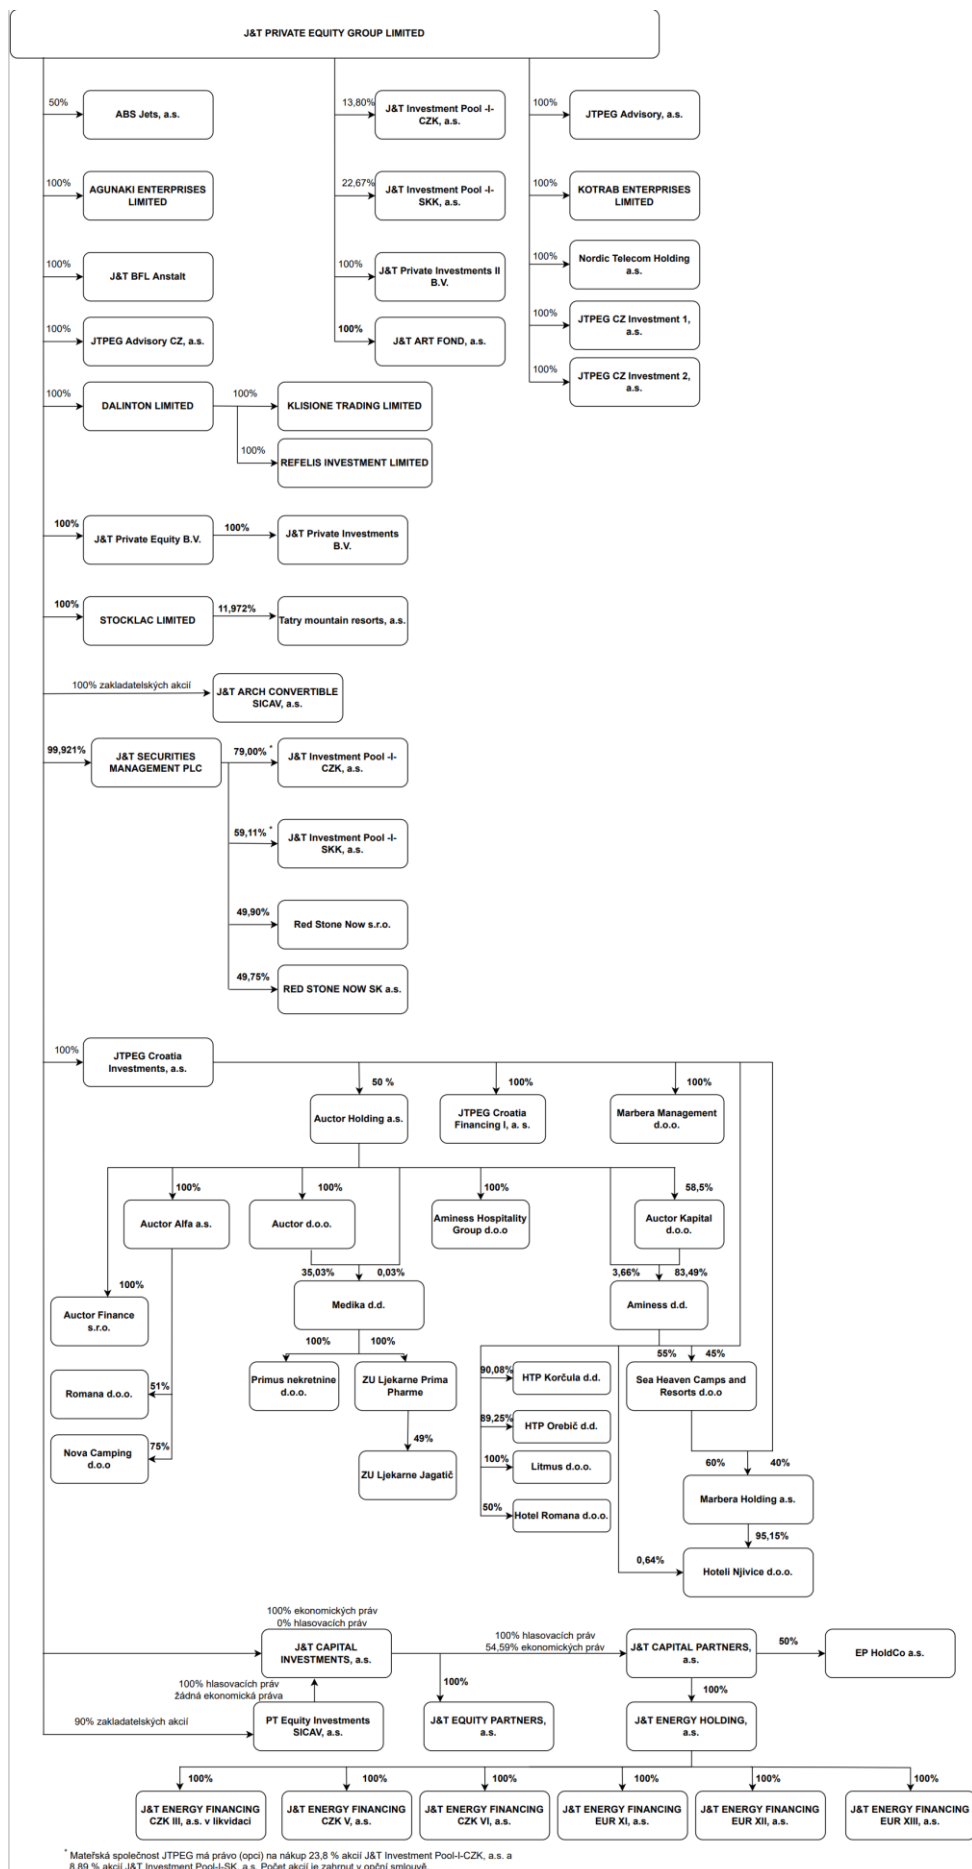 J&T PRIVATE EQUITY GROUP LIMITED
50%
ABS Jets, a.s.
13,80%
J&T Investment Pool -I-
CZK, a.s.
100%
JTPEG Advisory, a.s.
100%
AGUNAKI ENTERPRISES
LIMITED
22,67%
J&T Investment Pool -I-
SKK, a.s.
100%
KOTRAB ENTERPRISES
LIMITED
100%
J&T BFL Anstalt
100%
J&T Private Investments II
B.V.
100%
Nordic Telecom Holding
a.s.
100%
JTPEG Advisory CZ, a.s.
100%
J&T ART FOND, a.s.
100%
JTPEG CZ Investment 1,
a.s.
100%
JTPEG CZ Investment 2,
a.s.
100%
DALINTON LIMITED
100%
KLISIONE TRADING LIMITED
100%
REFELIS INVESTMENT LIMITED
100%
J&T Private Equity B.V.
100%
J&T Private Investments
B.V.
100%
STOCKLAC LIMITED
11,972%
Tatry mountain resorts, a.s.
100% zakladatelských akcií
J&T ARCH CONVERTIBLE
SICAV, a.s.
99,921%
J&T SECURITIES
MANAGEMENT PLC
79,00% *
J&T Investment Pool -I-
CZK, a.s.
59,11% *
J&T Investment Pool -I-
SKK, a.s.
49,90%
Red Stone Now s.r.o.
49,75%
RED STONE NOW SK a.s.
100%
JTPEG Croatia
Investments, a.s.
50 %
Auctor Holding a.s.
100%
JTPEG Croatia
Financing I, a. s.
100%
Marbera Management
d.o.o.
100%
Auctor Alfa a.s.
100%
Auctor d.o.o.
100%
Aminess Hospitality
Group d.o.o
58,5%
Auctor Kapital
d.o.o.
100%
Auctor Finance
s.r.o.
35,03%
0,03%
Medika d.d.
3,66%
83,49%
Aminess d.d.
51%
Romana d.o.o.
75%
Nova Camping
d.o.o
100%
Primus nekretnine
d.o.o.
100%
ZU Ljekarne Prima
Pharme
49%
ZU Ljekarne Jagatič
90,08%
HTP Korčula d.d.
89,25%
HTP Orebič d.d.
100%
Litmus d.o.o.
50%
Hotel Romana d.o.o.
55%
45%
Sea Heaven Camps and
Resorts d.o.o
60%
40%
Marbera Holding a.s.
95,15%
0,64%
Hoteli Njivice d.o.o.
100% ekonomických práv
0% hlasovacích práv
J&T CAPITAL
INVESTMENTS, a.s.
100% hlasovacích práv
54,59% ekonomických práv
J&T CAPITAL PARTNERS,
a.s.
50%
EP HoldCo a.s.
100% hlasovacích práv
žádná ekonomická práva
90% zakladatelských akcií
PT Equity Investments
SICAV, a.s.
100%
J&T EQUITY PARTNERS,
a.s.
100%
J&T ENERGY HOLDING,
a.s.
100%
J&T ENERGY FINANCING
CZK III, a.s. v likvidaci
100%
J&T ENERGY FINANCING
CZK V, a.s.
100%
J&T ENERGY FINANCING
CZK VI, a.s.
100%
J&T ENERGY FINANCING
EUR XI, a.s.
100%
J&T ENERGY FINANCING
EUR XII, a.s.
100%
J&T ENERGY FINANCING
EUR XIII, a.s.
* Mateřská společnost JTPEG má právo (opci) na nákup 23,8 % akcií J&T Investment Pool-I-CZK, a.s. a
8,89 % akcií J&T Investment Pool-I-SK, a.s. Počet akcií je zahrnut v opční smlouvě.